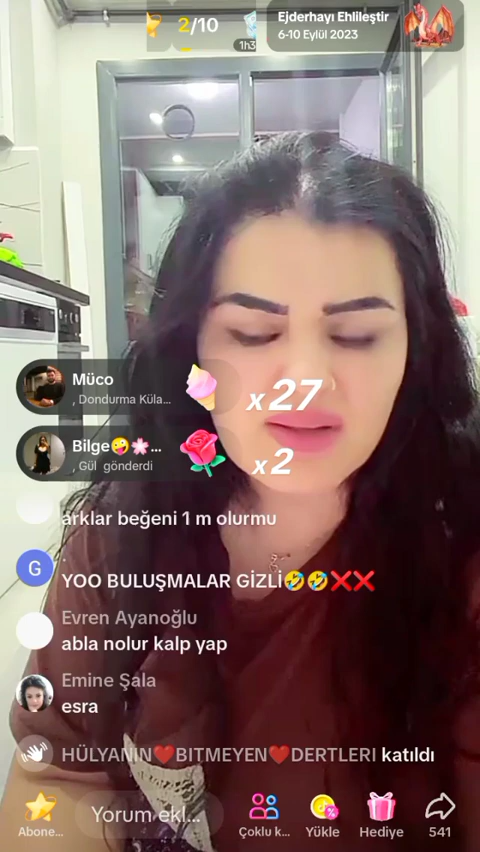 2/10
1h3
Ejderhayı Ehlileştir
6-10 Eylül 2023
Müco
, Dondurma Küla...
x27
Bilge🤪🌸...
, Gül gönderdi
x2
arklar beğeni 1 m olurmu
G
.
YOO BULUŞMALAR GİZLİ🤣🤣❌❌
Evren Ayanoğlu
abla nolur kalp yap
Emine Şala
esra
HÜLYANIN❤️BITMEYEN❤️DERTLERI katıldı
Abone...
Yorum ekl...
Çoklu k...
Yükle
Hediye
541